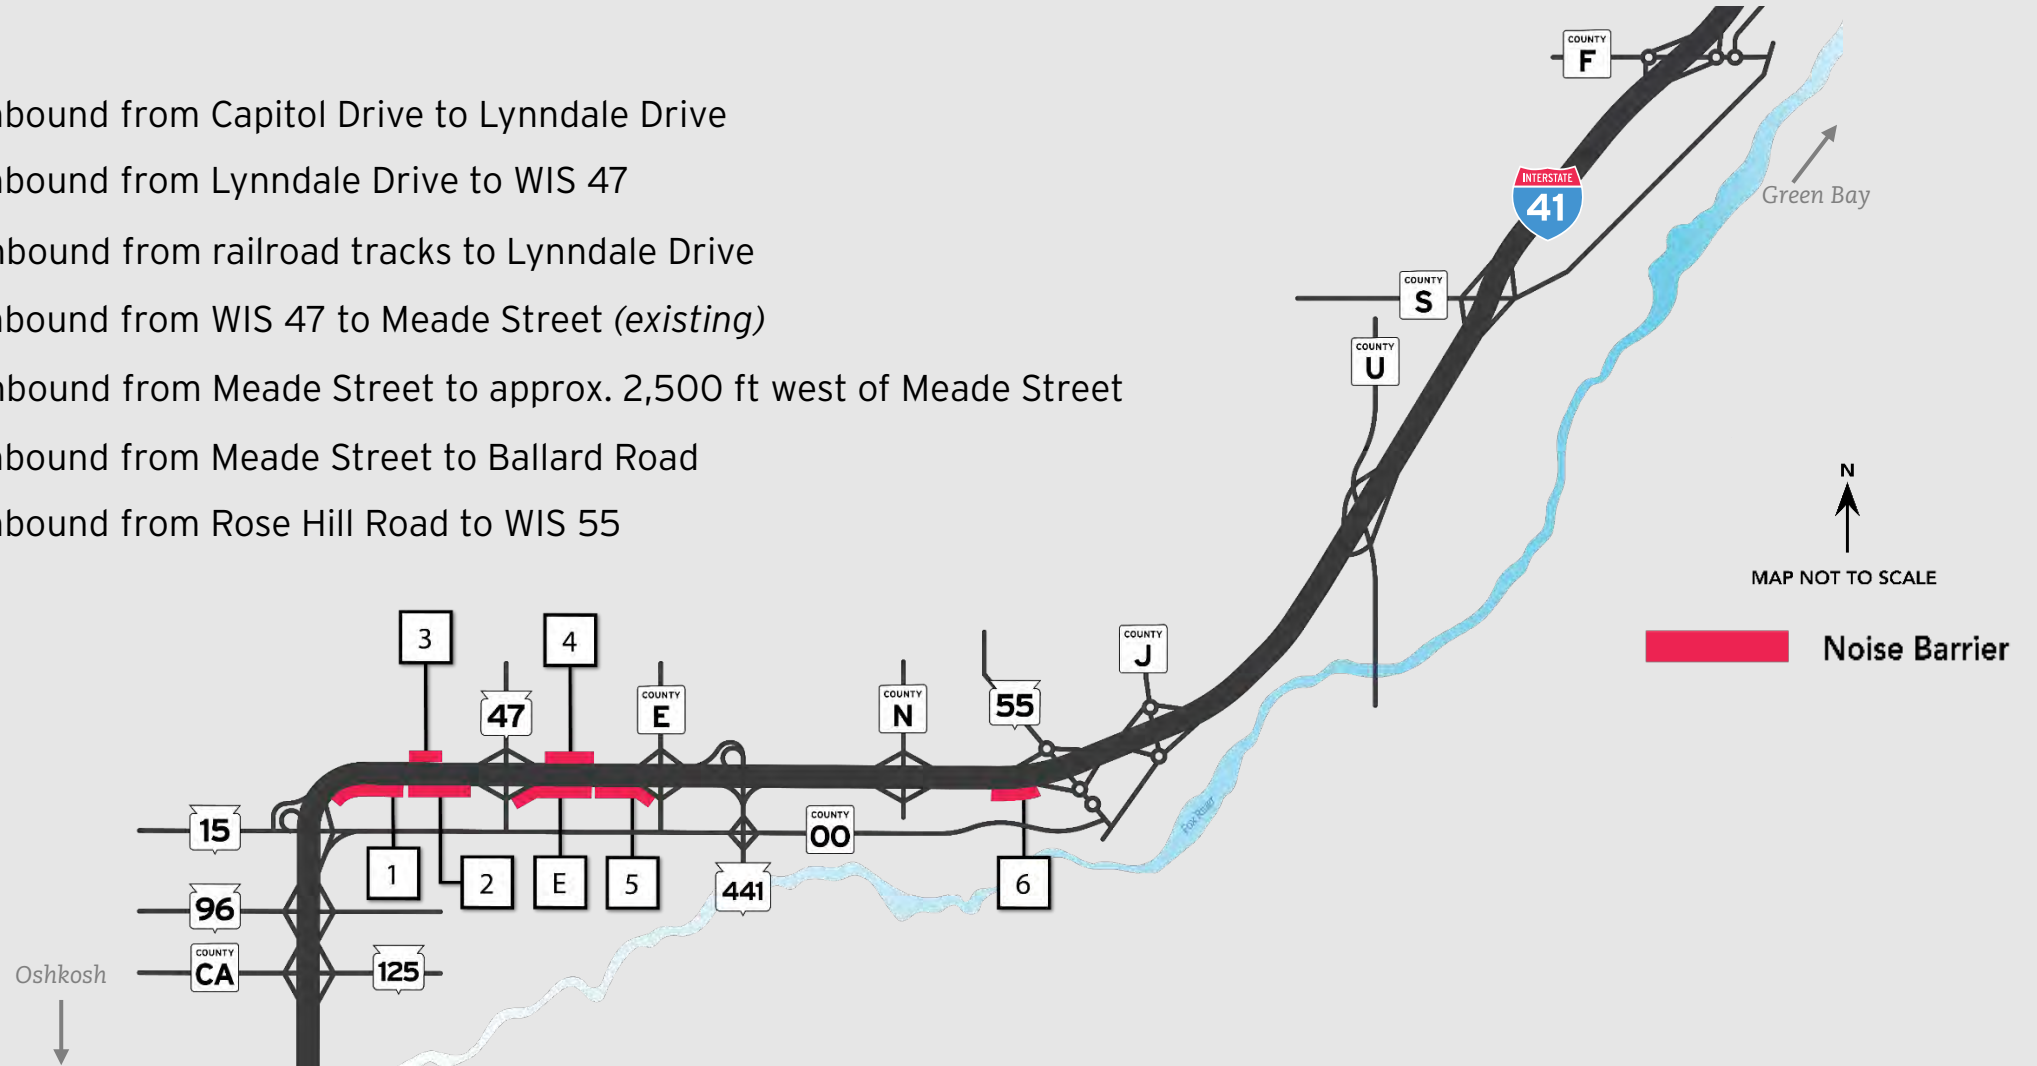 bound from Capitol Drive to Lynndale Drive
bound from Lynndale Drive to WIS 47
bound from railroad tracks to Lynndale Drive
bound from WIS 47 to Meade Street (existing)
bound from Meade Street to approx. 2,500 ft west of Meade Street
bound from Meade Street to Ballard Road
bound from Rose Hill Road to WIS 55
COUNTY
F
INTERSTATE
41
Green Bay
COUNTY
S
COUNTY
U
N
MAP NOT TO SCALE
Noise Barrier
3
4
COUNTY
J
47
COUNTY
E
COUNTY
N
55
15
COUNTY
OO
Fox River
1
2
E
5
441
6
96
COUNTY
CA
125
Oshkosh